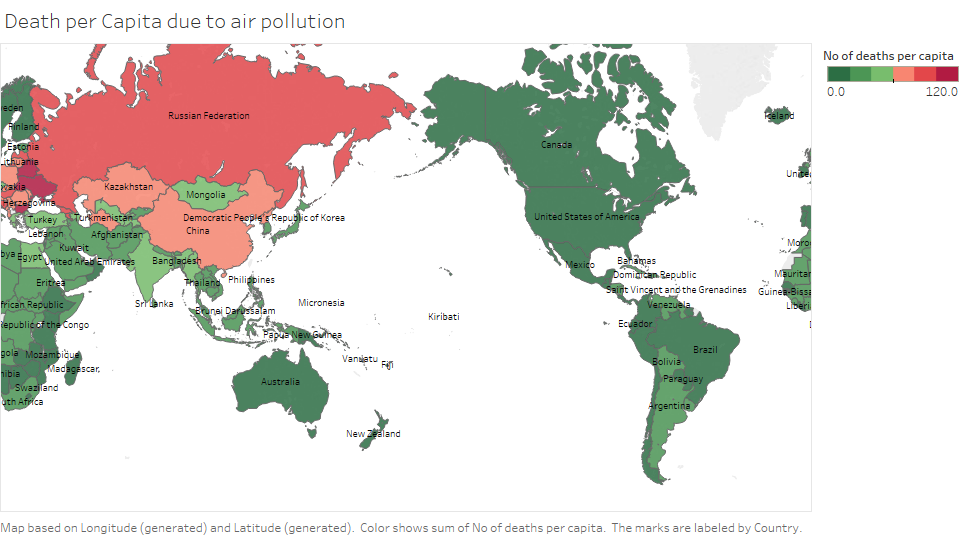 Death per Capita due to air pollution
No of deaths per capita
0.0 120.0
eden
Finland
Iceland
Russian Federation
Estonia
Canada
Lithuania
Unite
vakia
Kazakhstan
Mongolia
Herzegovina
Turkey
Turkmenistan
Democratic People's Republic of Korea
United States of America
Lebanon
Afghanistan
China
Kuwait
Moro
bya
Egypt
United Arab Emirates
Bangladesh
Mexico
Bahamas
Dominican Republic
Mauritan
Eritrea
Thailand
Philippines
Saint Vincent and the Grenadines
Guinea-Bissa
frican Republic
Sri Lanka
Brunei Darussalam
Micronesia
Venezuela
Liberi
Republic of the Congo
Kiribati
Ecuador
Papua New Guinea
gola
Mozambique
Vanuatu
Fiji
Brazil
Bolivia
mibia
Madagascar,
Swaziland
Australia
Paraguay
uth Africa
Argentina
New Zealand
Map based on Longitude (generated) and Latitude (generated).  Color shows sum of No of deaths per capita.  The marks are labeled by Country.